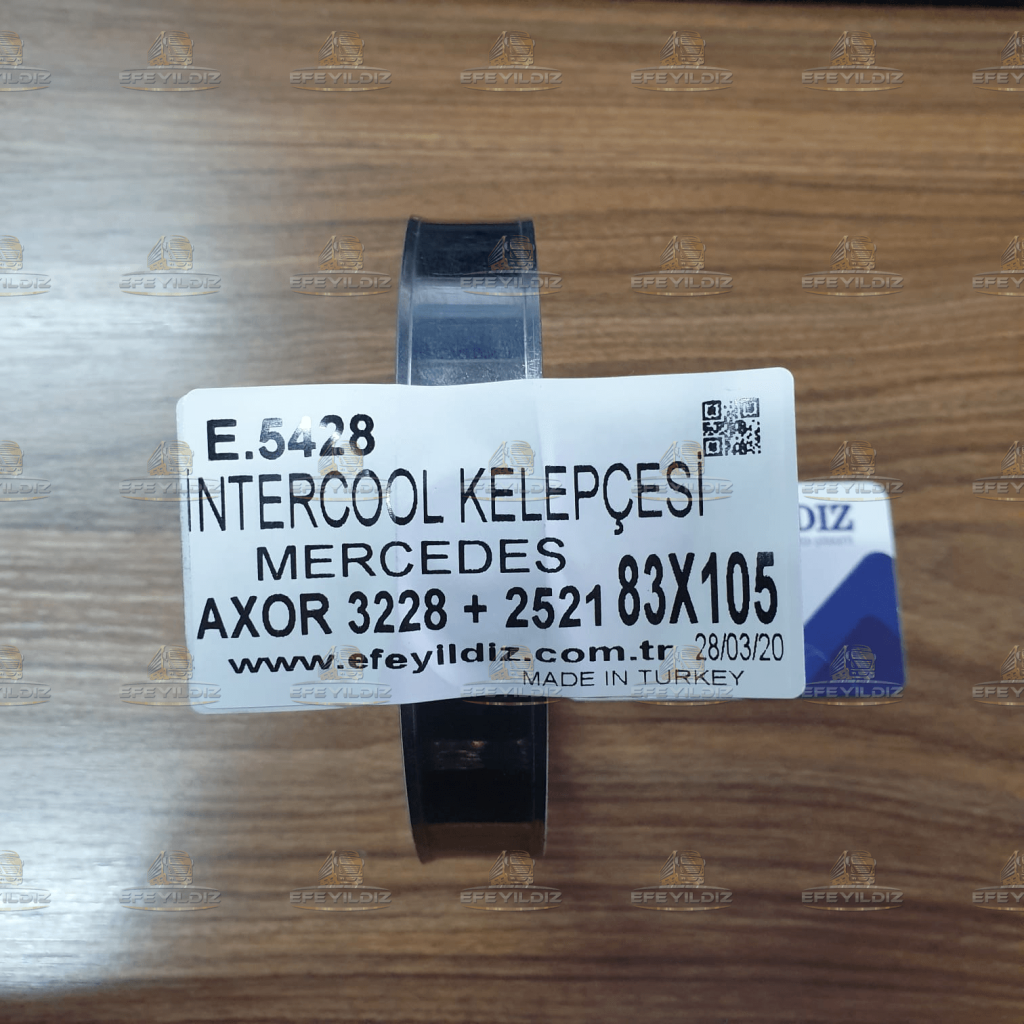 E.5428
İNTERCOOL KELEPÇESİ
MERCEDES
AXOR 3228 + 2521 83X105
www.efeyildiz.com.tr 28/03/20
MADE IN TURKEY
DIZ
EFEYILDIZ